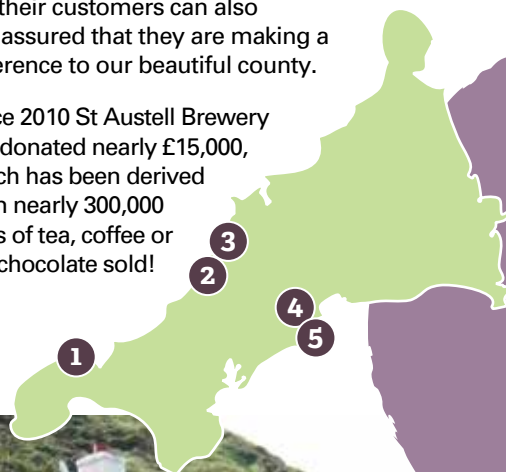 their customers can also
assured that they are making a
erence to our beautiful county.
ce 2010 St Austell Brewery
donated nearly £15,000,
ch has been derived
n nearly 300,000
s of tea, coffee or
chocolate sold!
3
2
4
5
1